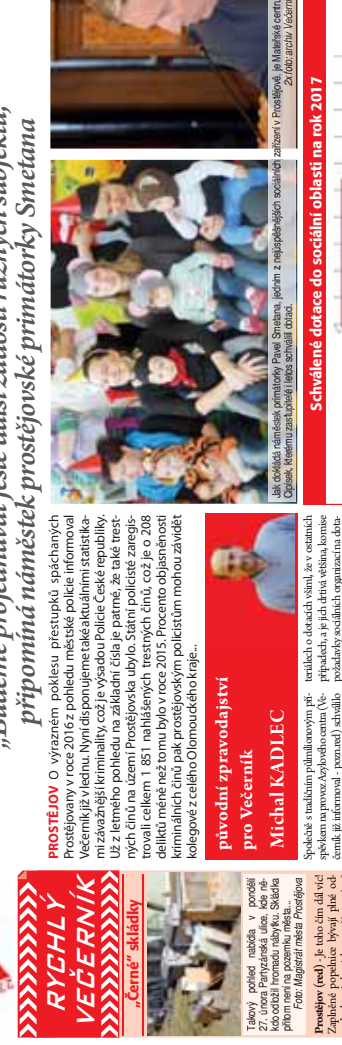 „Budeme projednávat ještě další žádosti různých subjektů,“
připomíná náměstek prostějovské primátorky Smetana
RYCHLÝ
VEČERNÍK
„Černé“ skládky
Takový pohled nabídla v pondělí
27. února Partyzánská ulice, kde ně-
kdo odložil hromadu nábytku. Skládka
přitom není na pozemku města...
Foto: Magistrát města Prostějova
Prostějov (red) - Je toho čím dál víc!
Zaplněné popelnice bývají plné od-
PROSTĚJOV O výrazném poklesu přestupků spáchaných
Prostějovany v roce 2016 z pohledu městské policie informoval
Večerník již v lednu. Nyní disponujeme také aktuálními statistika-
mi závažnější kriminality, což je výsadou Policie České republiky.
Už z letmého pohledu na základní čísla je patrné, že také trest-
ných činů na území Prostějovska ubylo. Státní policisté zaregis-
trovali celkem 1 851 nahlášených trestných činů, což je o 208
deliktů méně než tomu bylo v roce 2015. Procento objasněnosti
kriminálních činů pak prostějovským policistům mohou závidět
kolegové z celého Olomouckého kraje...
původní zpravodajství
pro Večerník
Michal KADLEC
Společně s tradičním půlmilionovým pří-
spěvkem na provoz Azylového centra (Ve-
černík již informoval - pozn.red.) schválilo
teriálech o dotacích všiml, že v ostatních
případech, a je jich drtivá většina, komise
požadavky sociálních organizací na dota-
Jak dokládá náměstek primátorky Pavel Smetana, jedním z nejúspěšnějších sociálních zařízení v Prostějově, je Mateřské centrum
Cipísek, kterému zastupitelé i letos schválili dotaci.
2x foto: archiv Večerník
Schválené dotace do sociální oblasti na rok 2017